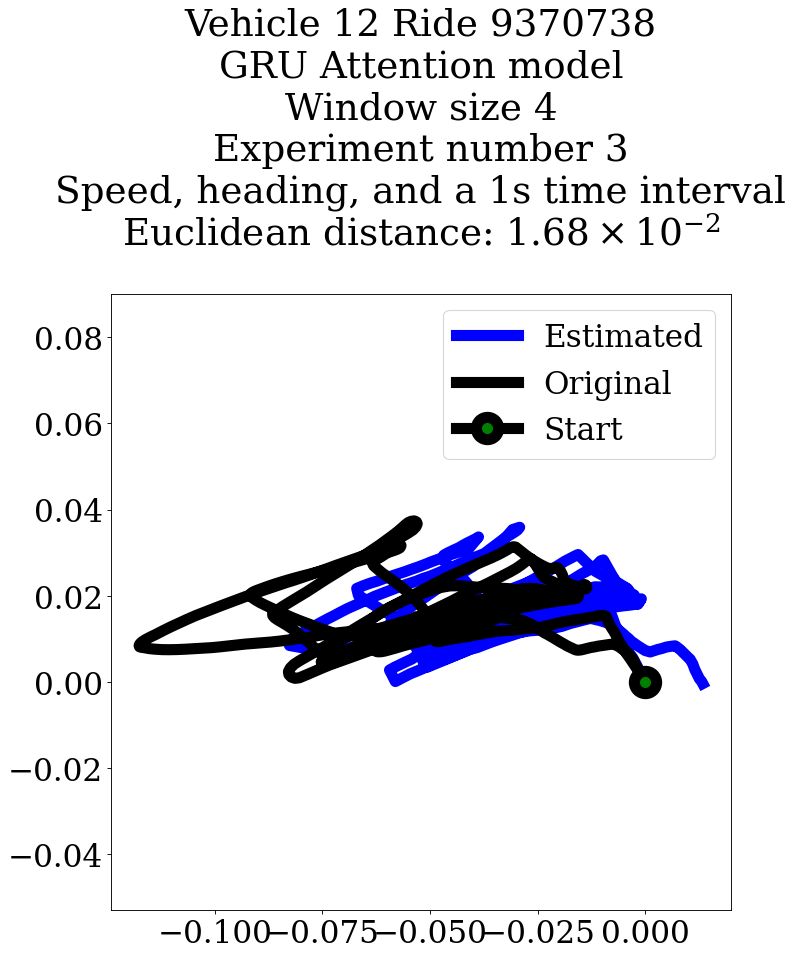 Vehicle 12 Ride 9370738
GRU Attention model
Window size 4
Experiment number 3
Speed, heading, and a 1s time interval
Euclidean distance: 1.68 × 10⁻²
Estimated
Original
Start
0.08
0.06
0.04
0.02
0.00
−0.02
−0.04
−0.100 −0.075 −0.050 −0.025 0.000